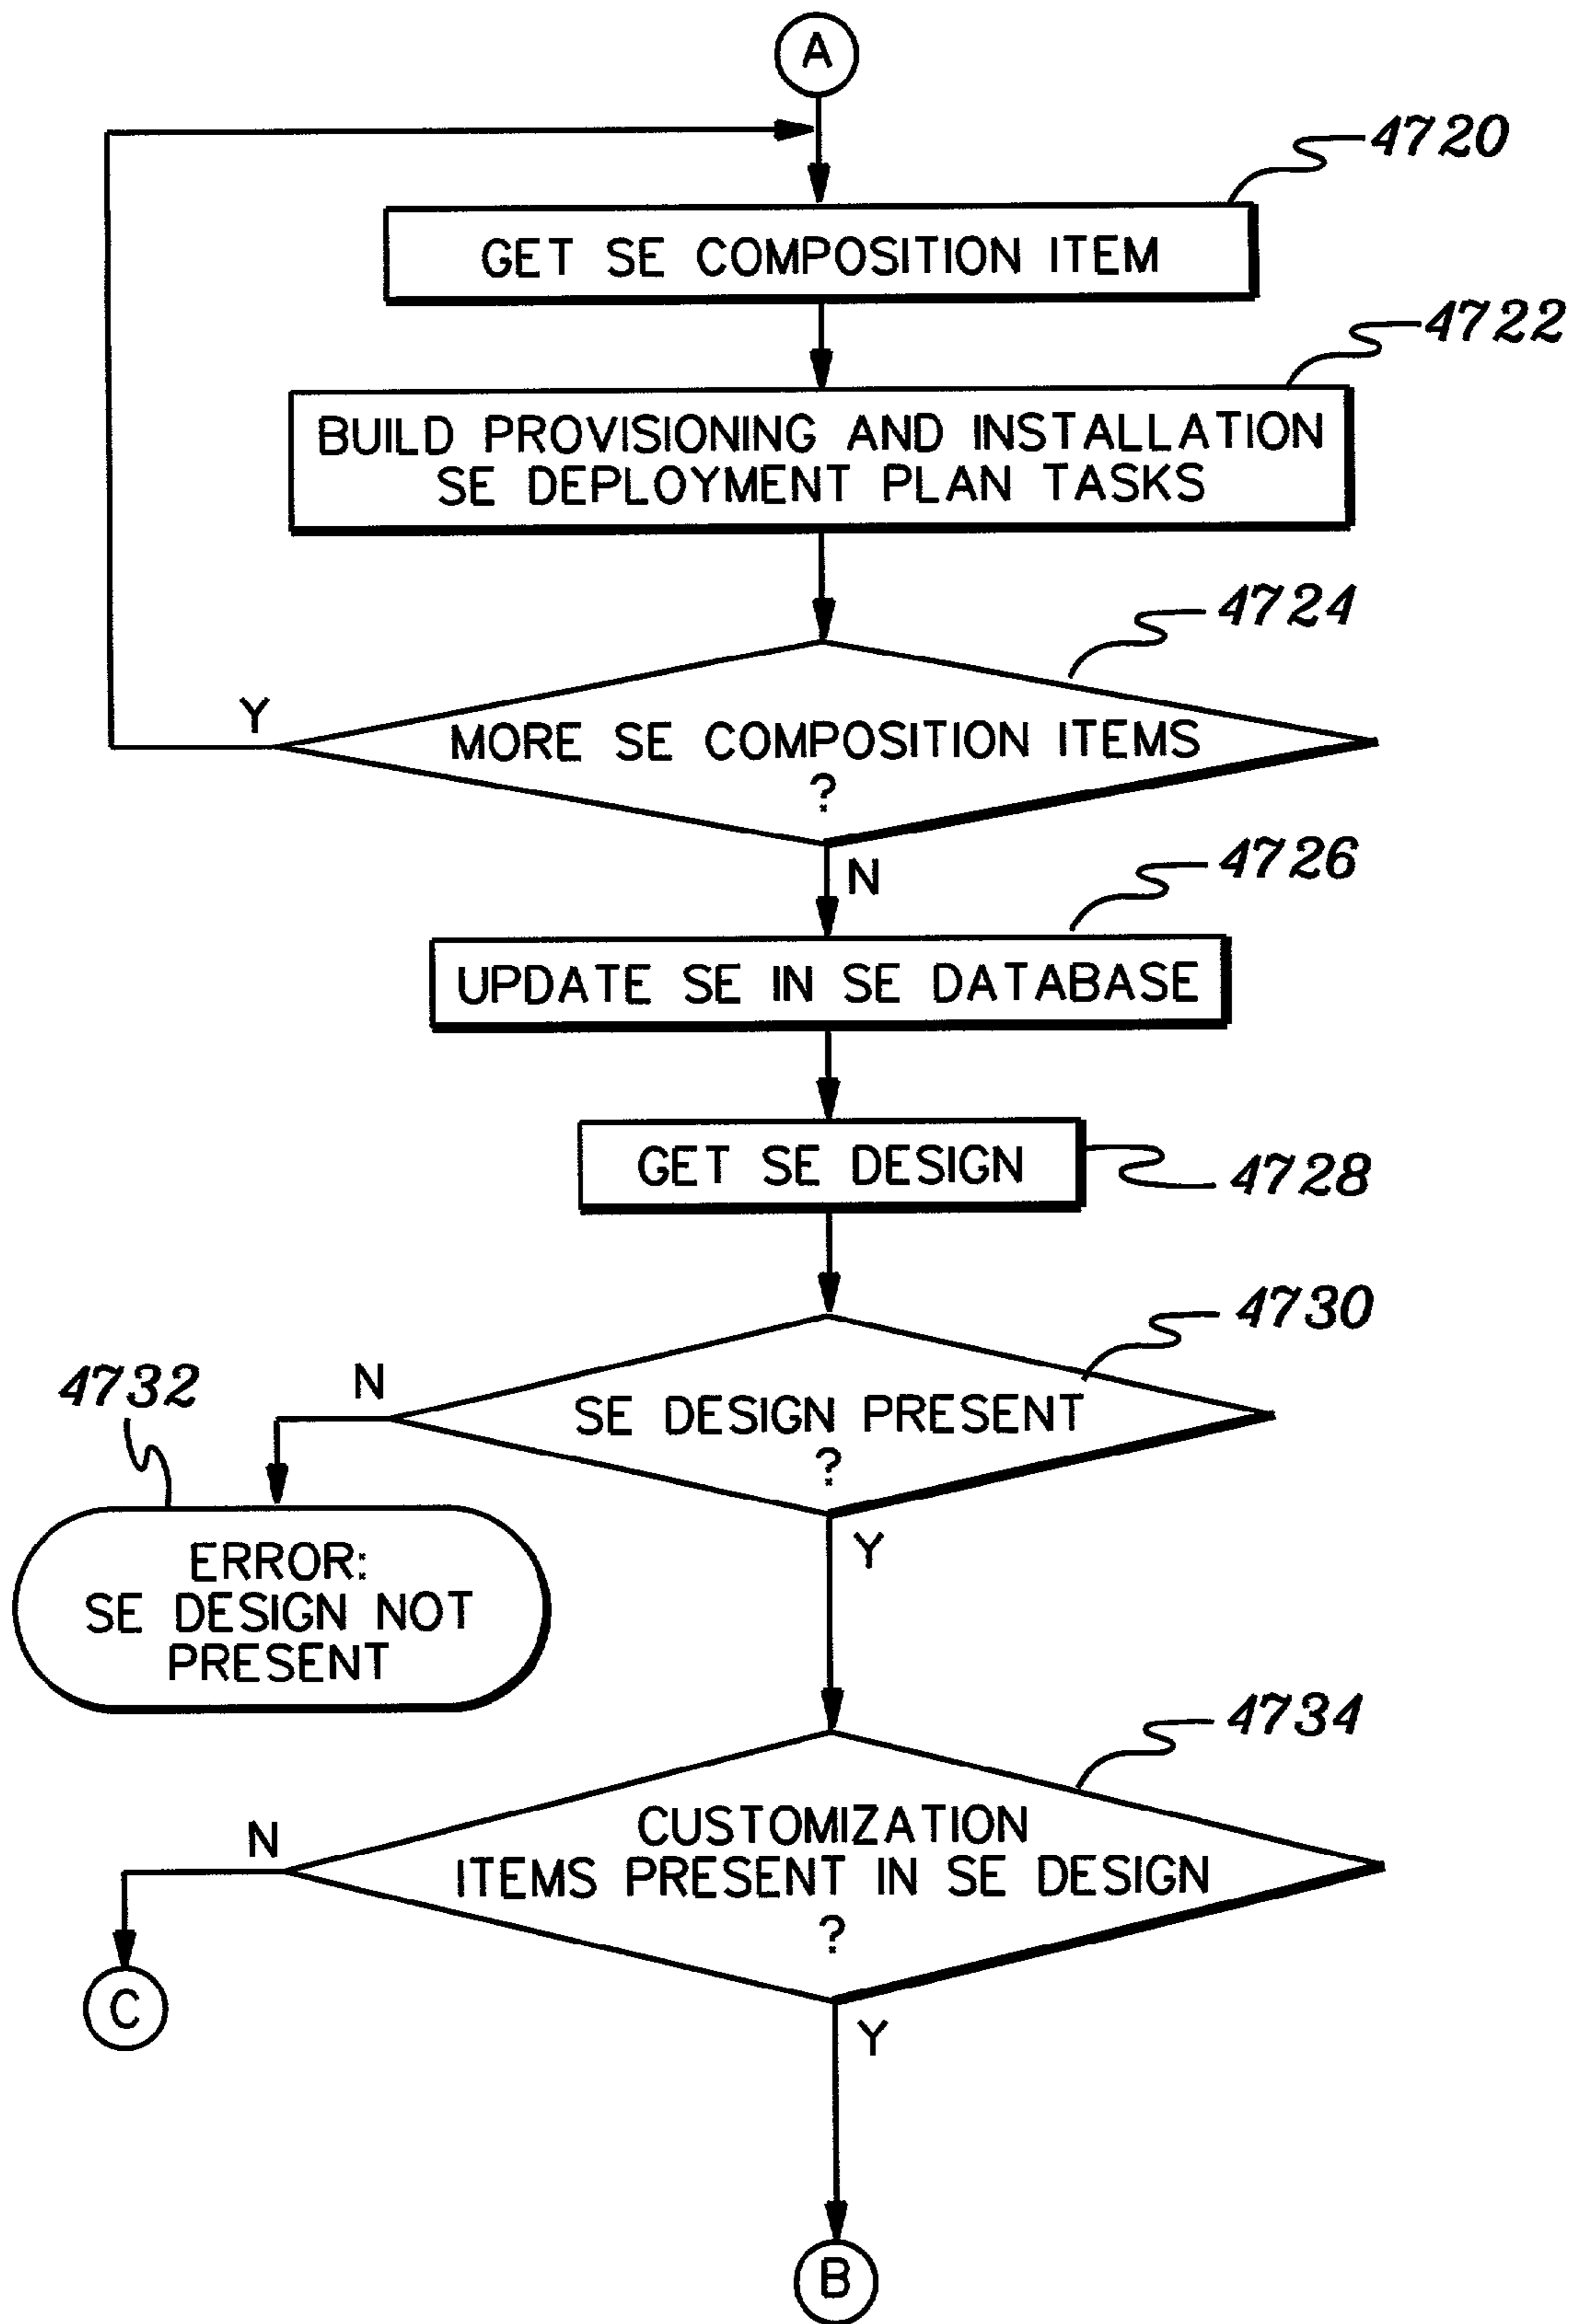 A
4720
GET SE COMPOSITION ITEM
4722
BUILD PROVISIONING AND INSTALLATION
SE DEPLOYMENT PLAN TASKS
4724
Y
MORE SE COMPOSITION ITEMS
?
N
4726
UPDATE SE IN SE DATABASE
GET SE DESIGN
4728
4730
4732
N
SE DESIGN PRESENT
?
Y
ERROR:
SE DESIGN NOT
PRESENT
4734
N
CUSTOMIZATION
ITEMS PRESENT IN SE DESIGN
?
C
Y
B